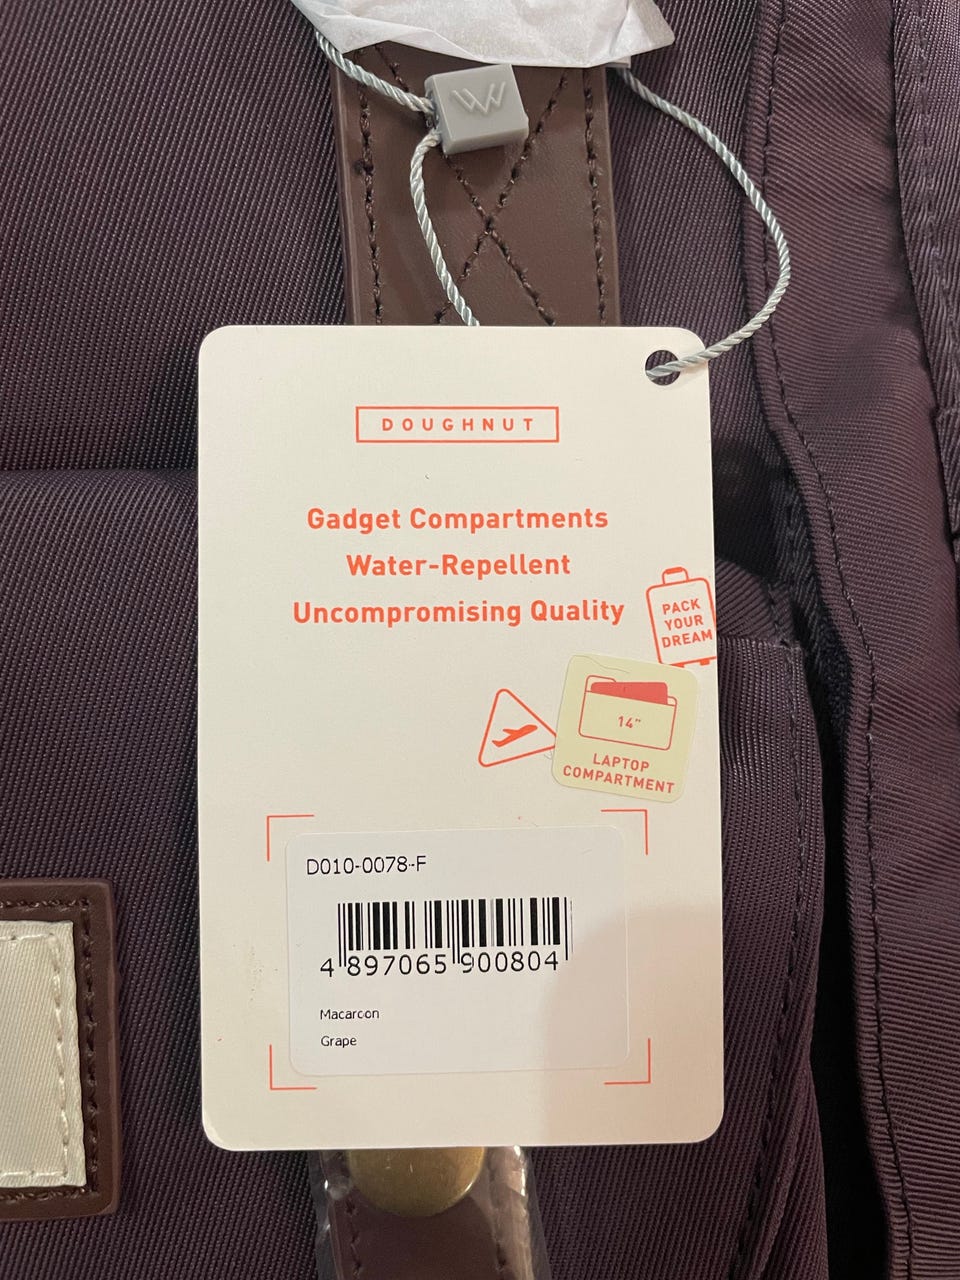 W
DOUGHNUT
Gadget Compartments
Water-Repellent
Uncompromising Quality
PACK
YOUR
DREAM
14"
LAPTOP
COMPARTMENT
D010-0078-F
4 897065 900804
Macaroon
Grape